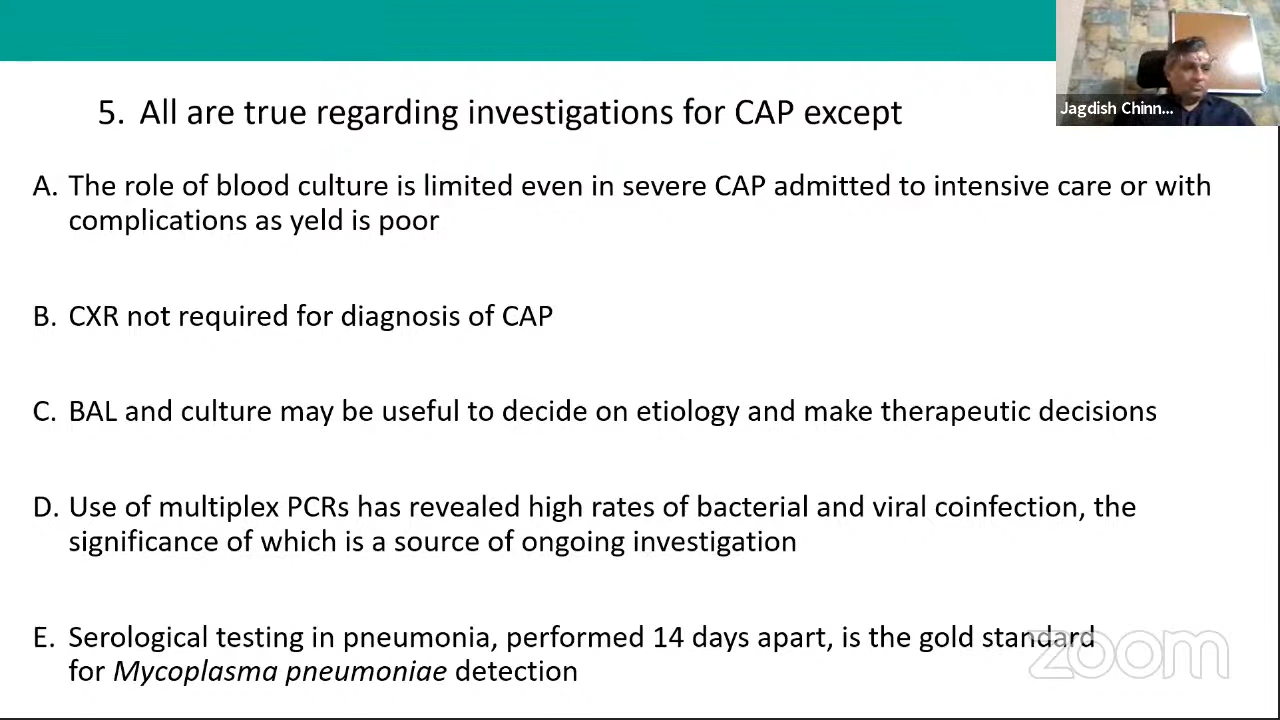 5. All are true regarding investigations for CAP except
Jagdish Chinn...
A. The role of blood culture is limited even in severe CAP admitted to intensive care or with
complications as yeld is poor
B. CXR not required for diagnosis of CAP
C. BAL and culture may be useful to decide on etiology and make therapeutic decisions
D. Use of multiplex PCRs has revealed high rates of bacterial and viral coinfection, the
significance of which is a source of ongoing investigation
E. Serological testing in pneumonia, performed 14 days apart, is the gold standard
for Mycoplasma pneumoniae detection
zoom